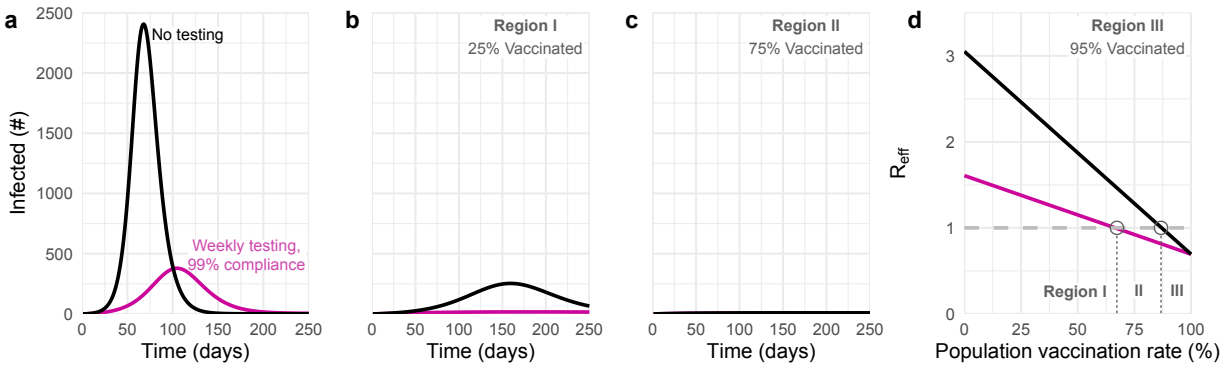 a
2500
2000
1500
1000
500
0
Infected (#)
No testing
Weekly testing,
99% compliance
0 50 100 150 200 250
Time (days)
b
Region I
25% Vaccinated
0 50 100 150 200 250
Time (days)
c
Region II
75% Vaccinated
0 50 100 150 200 250
Time (days)
d
Region III
95% Vaccinated
3
2
1
0
Reff
Region I II III
0 25 50 75 100
Population vaccination rate (%)